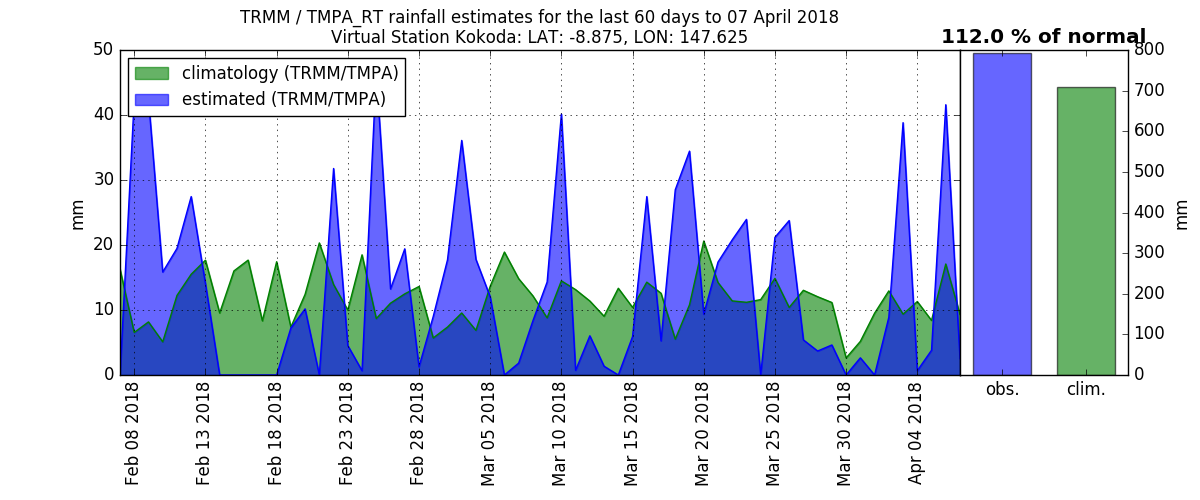 TRMM / TMPA_RT rainfall estimates for the last 60 days to 07 April 2018
Virtual Station Kokoda: LAT: -8.875, LON: 147.625
112.0 % of normal
climatology (TRMM/TMPA)
estimated (TRMM/TMPA)
mm
50
40
30
20
10
0
Feb 08 2018
Feb 13 2018
Feb 18 2018
Feb 23 2018
Feb 28 2018
Mar 05 2018
Mar 10 2018
Mar 15 2018
Mar 20 2018
Mar 25 2018
Mar 30 2018
Apr 04 2018
800
700
600
500
400
300
200
100
0
mm
obs.
clim.